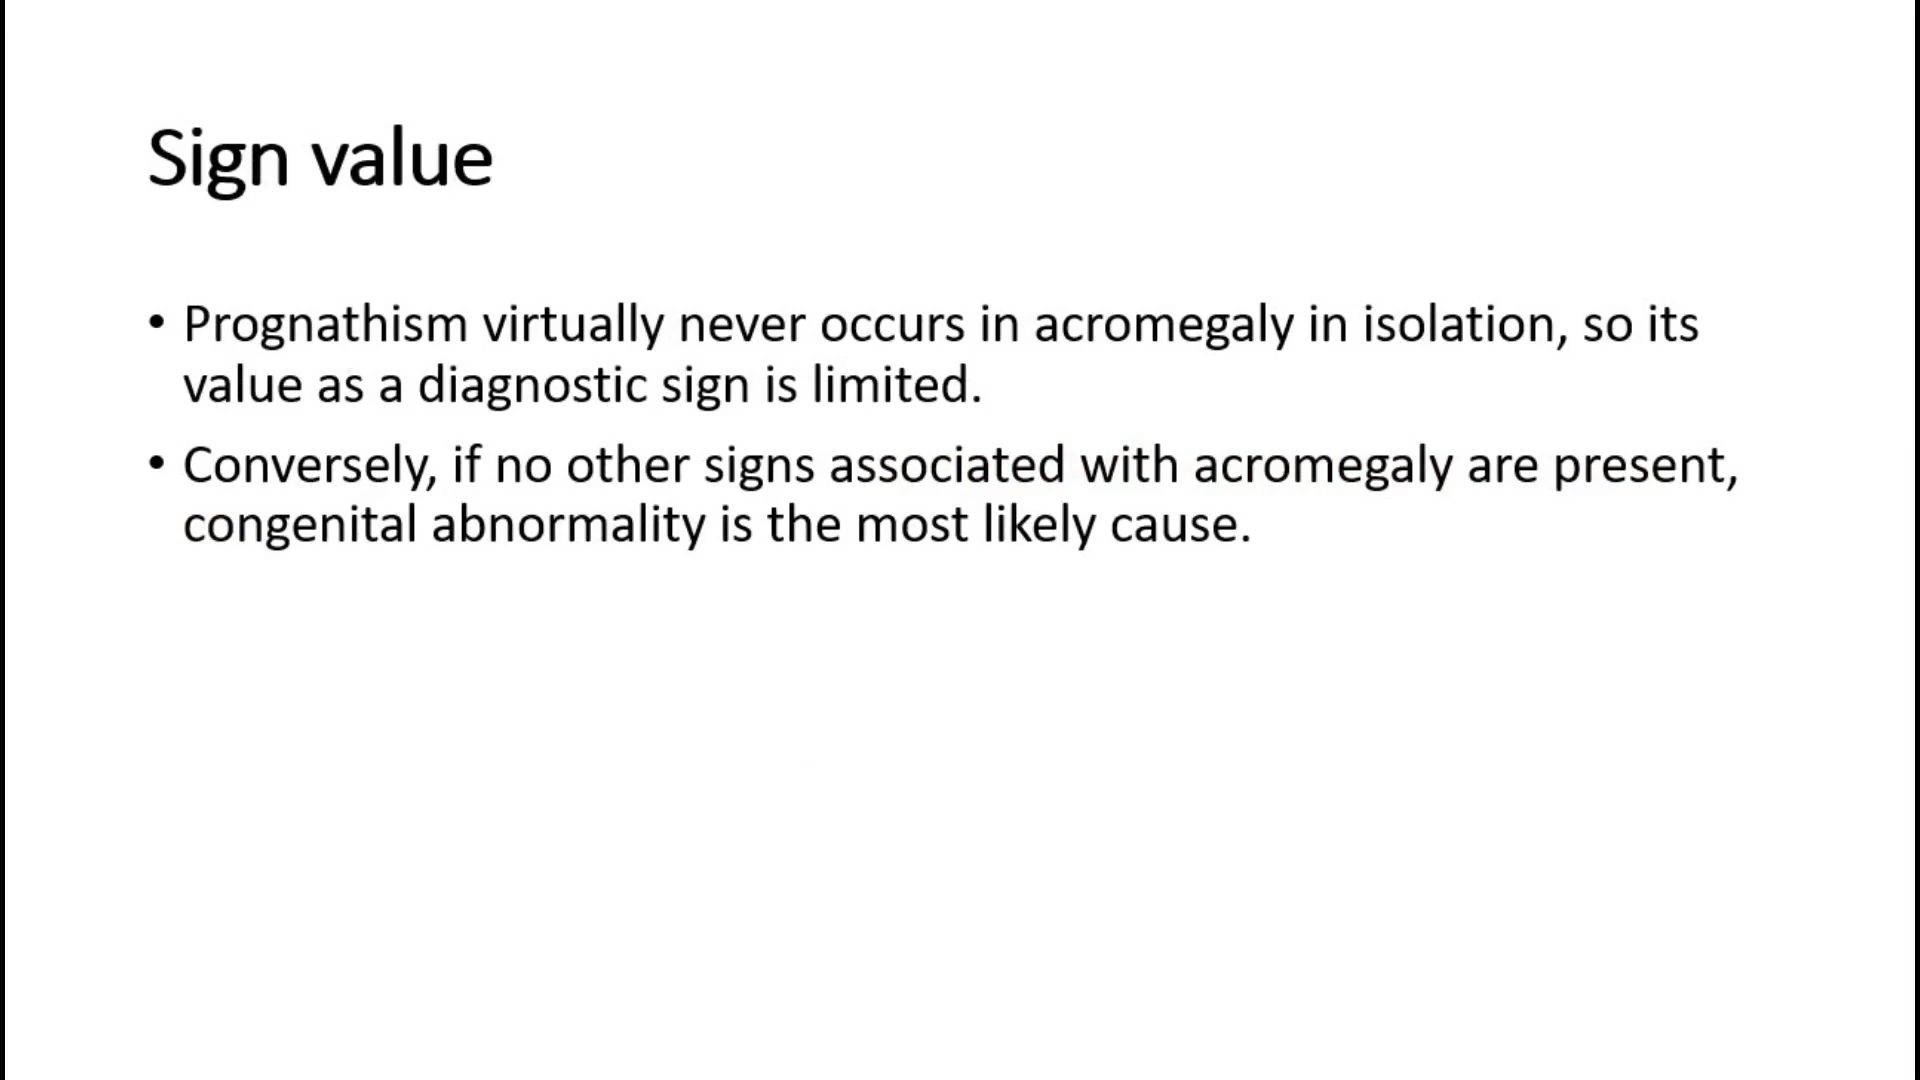 Sign value
• Prognathism virtually never occurs in acromegaly in isolation, so its
value as a diagnostic sign is limited.
• Conversely, if no other signs associated with acromegaly are present,
congenital abnormality is the most likely cause.